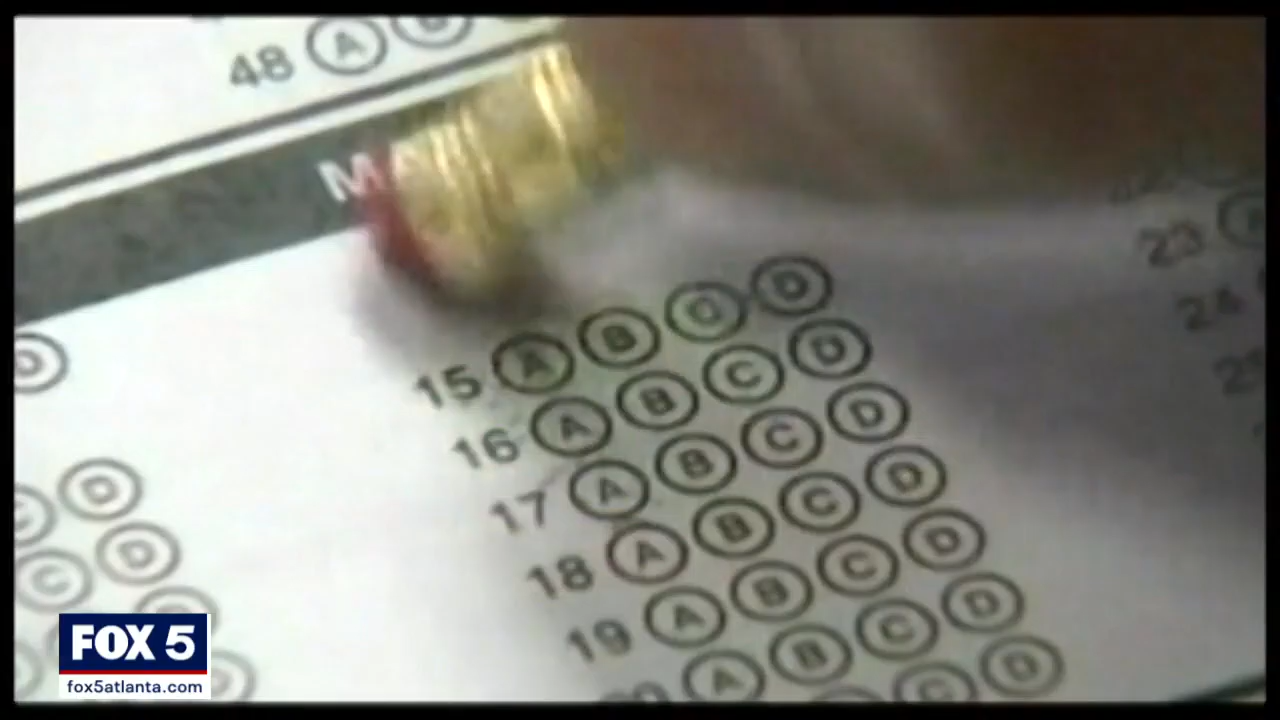 48 A B
M
D
15 A B C D
16 A B C D
17 A B C D
18 A B C D
19 A B C D
A B C D
C D
C D
C D
23
24
FOX 5
fox5atlanta.com